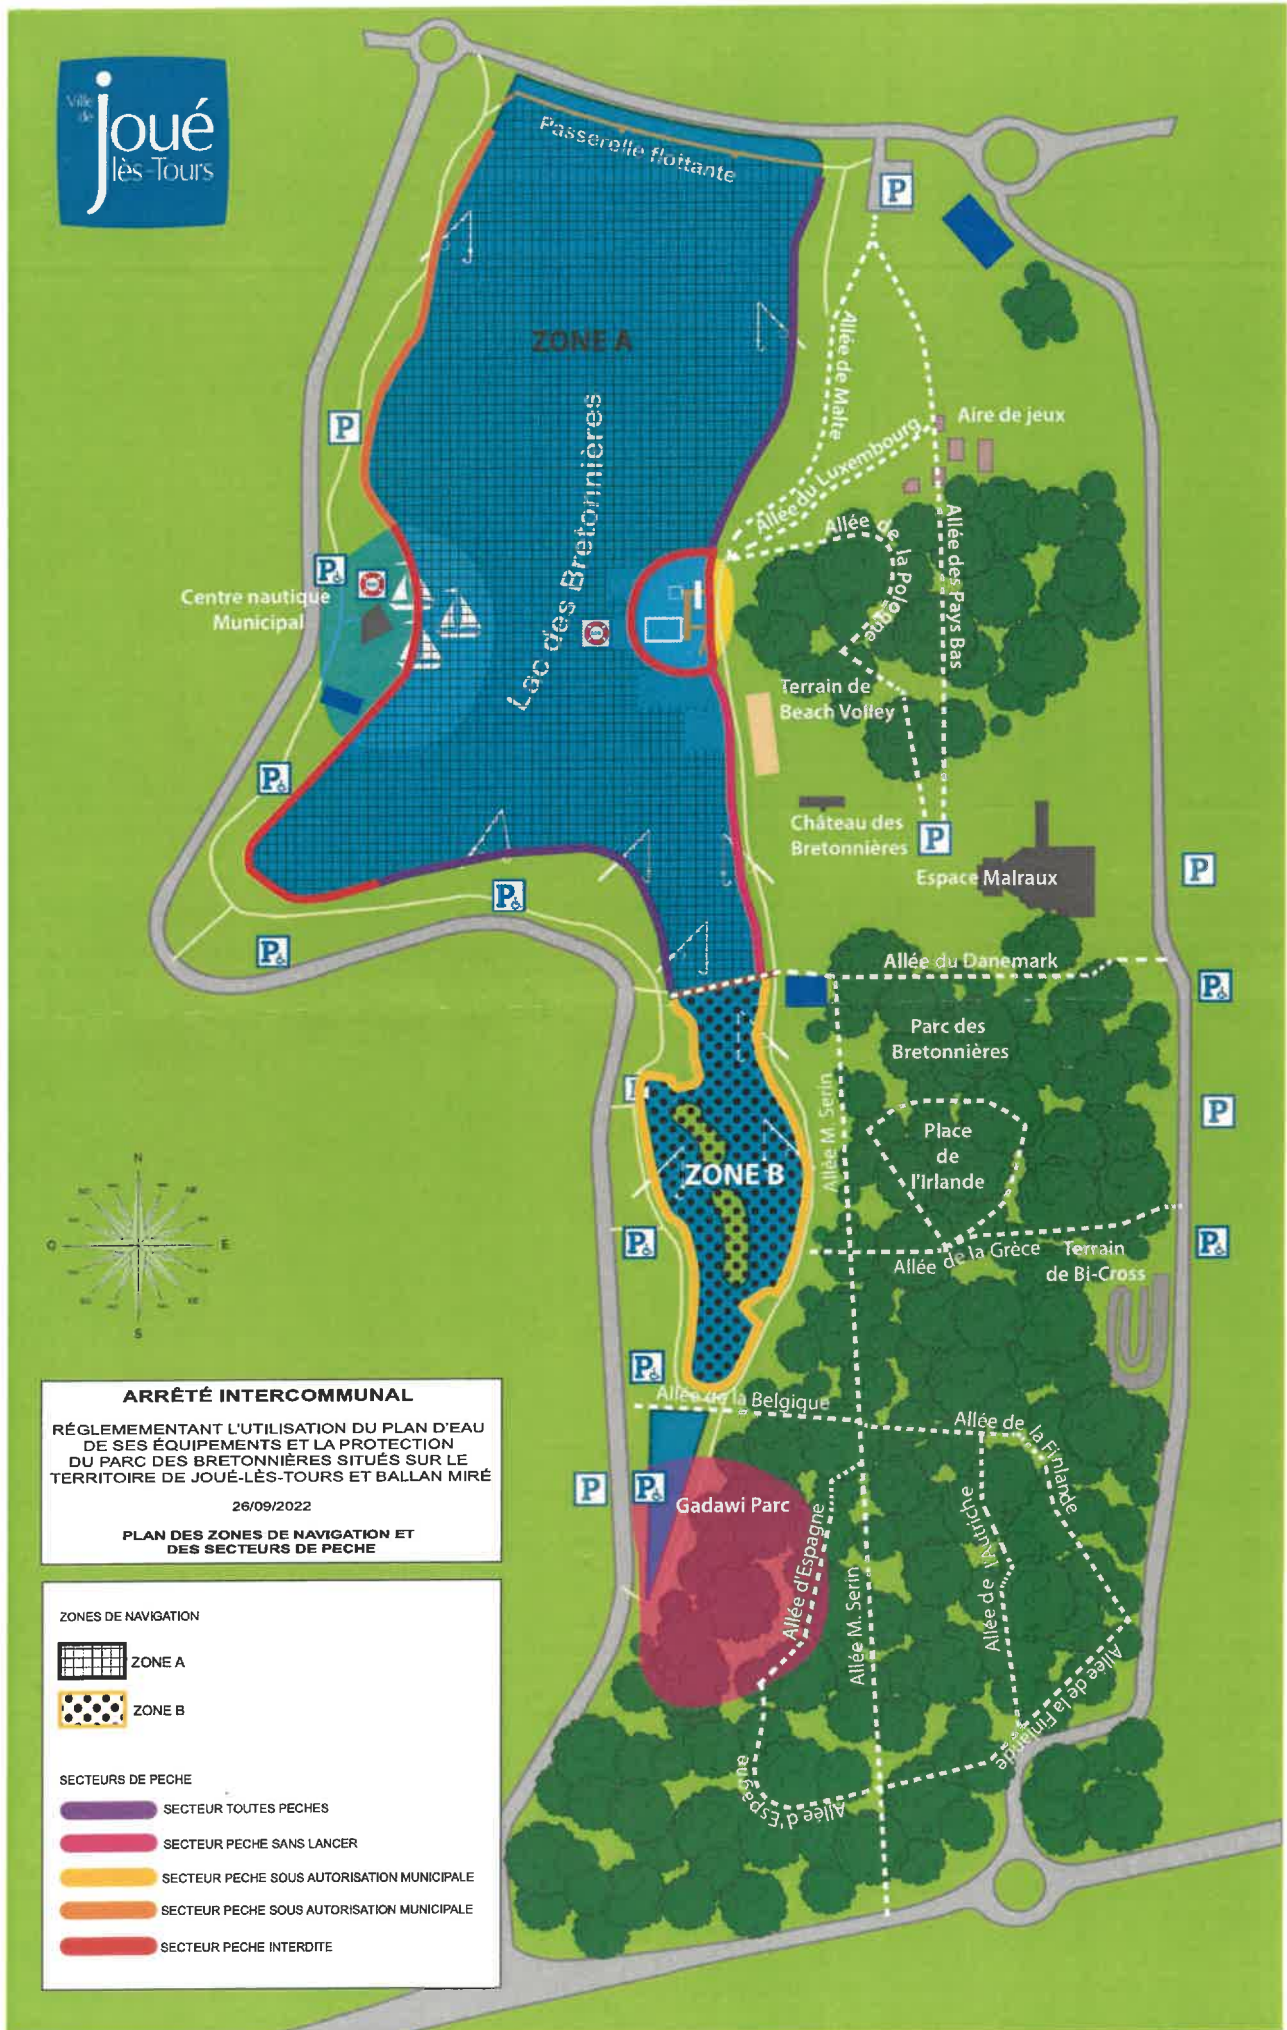 Ville
de
Joué
lès-Tours
Passerelle flottante
P
ZONE A
Allée de Malte
Aire de jeux
Allée du Luxembourg
P
Lac des Bretonnières
Allée de la Pologne
Allée des Pays Bas
P
Centre nautique
Municipal
Terrain de
Beach Volley
P
Château des
Bretonnières
P
Espace Malraux
P
P
P
Allée du Danemark
P
Parc des
Bretonnières
Allée M. Serin
P
Place
de
l'Irlande
ZONE B
N
O
E
S
P
Allée de la Grèce
Terrain
de Bi-Cross
P
P
Allée de la Belgique
Allée de la Finlande
P
P
Gadawi Parc
Allée d'Espagne
Allée M. Serin
Allée de l'Autriche
Allée de la Finlande
Allée d'Espagne
ARRÊTÉ INTERCOMMUNAL
RÉGLEMEMENTANT L'UTILISATION DU PLAN D'EAU
DE SES ÉQUIPEMENTS ET LA PROTECTION
DU PARC DES BRETONNIÈRES SITUÉS SUR LE
TERRITOIRE DE JOUÉ-LÈS-TOURS ET BALLAN MIRÉ
26/09/2022
PLAN DES ZONES DE NAVIGATION ET
DES SECTEURS DE PECHE
ZONES DE NAVIGATION
ZONE A
ZONE B
SECTEURS DE PECHE
SECTEUR TOUTES PECHES
SECTEUR PECHE SANS LANCER
SECTEUR PECHE SOUS AUTORISATION MUNICIPALE
SECTEUR PECHE SOUS AUTORISATION MUNICIPALE
SECTEUR PECHE INTERDITE